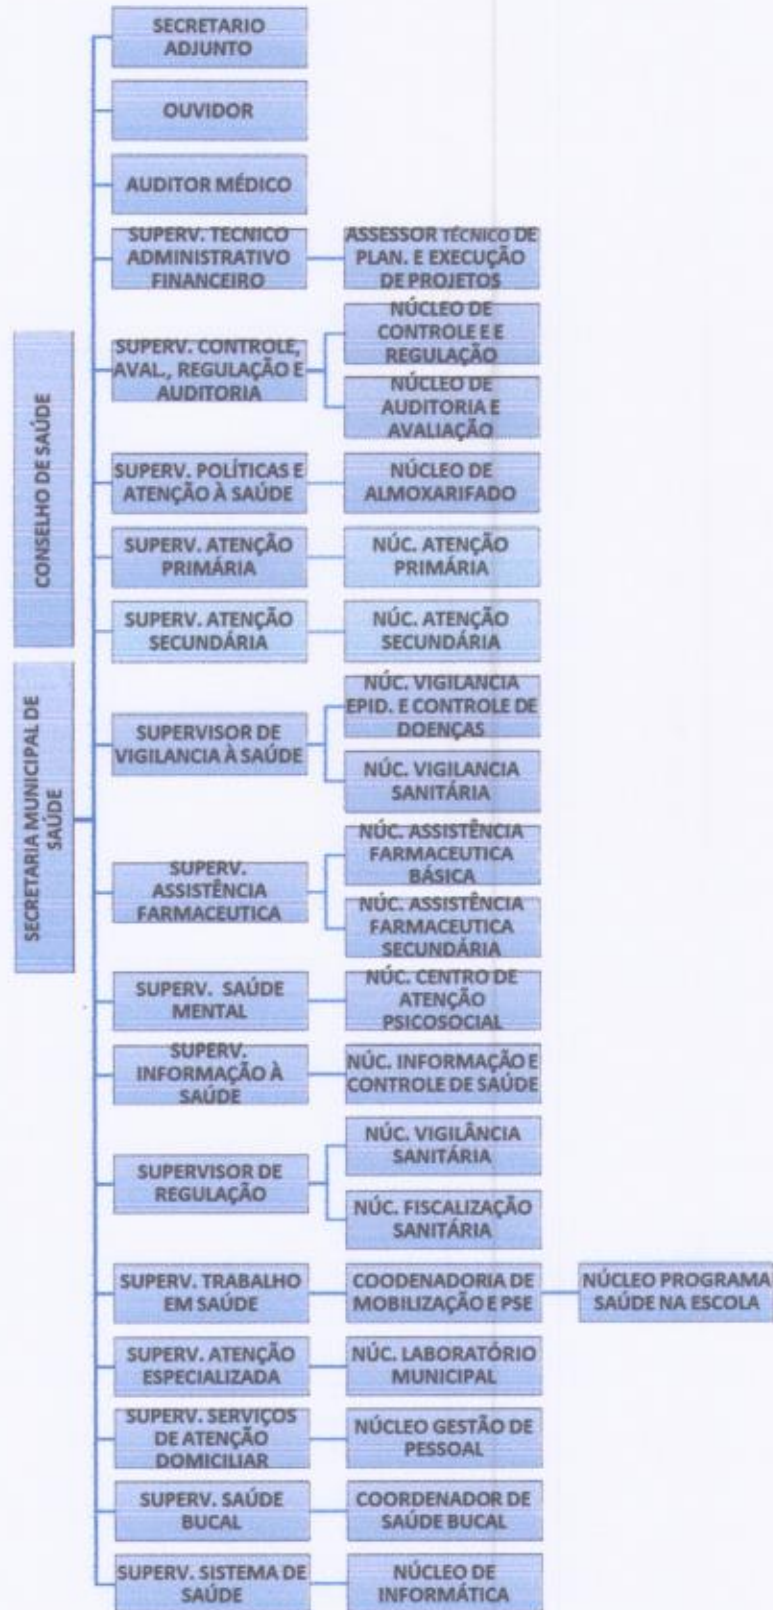 SECRETARIO
ADJUNTO
OUVIDOR
AUDITOR MÉDICO
SUPERV. TECNICO
ADMINISTRATIVO
FINANCEIRO
ASSESSOR TÉCNICO DE
PLAN. E EXECUÇÃO
DE PROJETOS
SUPERV. CONTROLE,
AVAL., REGULAÇÃO E
AUDITORIA
NÚCLEO DE
CONTROLE E E
REGULAÇÃO
NÚCLEO DE
AUDITORIA E
AVALIAÇÃO
CONSELHO DE SAÚDE
SUPERV. POLÍTICAS E
ATENÇÃO À SAÚDE
NÚCLEO DE
ALMOXARIFADO
SUPERV. ATENÇÃO
PRIMÁRIA
NÚC. ATENÇÃO
PRIMÁRIA
SUPERV. ATENÇÃO
SECUNDÁRIA
NÚC. ATENÇÃO
SECUNDÁRIA
SECRETARIA MUNICIPAL DE
SAÚDE
SUPERVISOR DE
VIGILANCIA À SAÚDE
NÚC. VIGILANCIA
EPID. E CONTROLE DE
DOENÇAS
NÚC. VIGILANCIA
SANITÁRIA
SUPERV.
ASSISTÊNCIA
FARMACEUTICA
NÚC. ASSISTÊNCIA
FARMACEUTICA
BÁSICA
NÚC. ASSISTÊNCIA
FARMACEUTICA
SECUNDÁRIA
SUPERV. SAÚDE
MENTAL
NÚC. CENTRO DE
ATENÇÃO
PSICOSOCIAL
SUPERV.
INFORMAÇÃO À
SAÚDE
NÚC. INFORMAÇÃO E
CONTROLE DE SAÚDE
SUPERVISOR DE
REGULAÇÃO
NÚC. VIGILÂNCIA
SANITÁRIA
NÚC. FISCALIZAÇÃO
SANITÁRIA
SUPERV. TRABALHO
EM SAÚDE
COODENADORIA DE
MOBILIZAÇÃO E PSE
NÚCLEO PROGRAMA
SAÚDE NA ESCOLA
SUPERV. ATENÇÃO
ESPECIALIZADA
NÚC. LABORATÓRIO
MUNICIPAL
SUPERV. SERVIÇOS
DE ATENÇÃO
DOMICILIAR
NÚCLEO GESTÃO DE
PESSOAL
SUPERV. SAÚDE
BUCAL
COORDENADOR DE
SAÚDE BUCAL
SUPERV. SISTEMA DE
SAÚDE
NÚCLEO DE
INFORMÁTICA